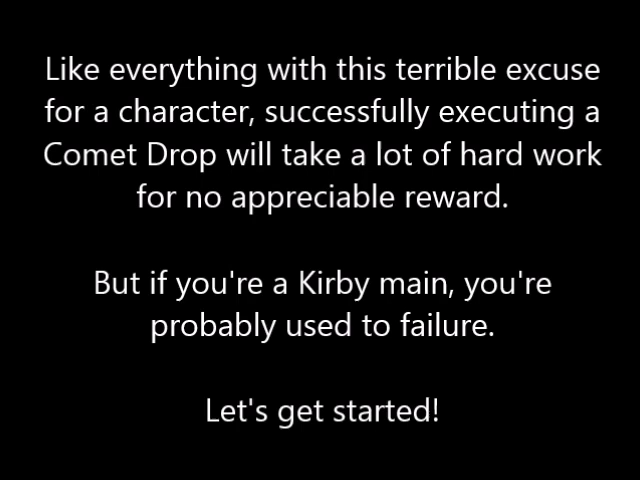 Like everything with this terrible excuse
for a character, successfully executing a
Comet Drop will take a lot of hard work
for no appreciable reward.
But if you're a Kirby main, you're
probably used to failure.
Let's get started!